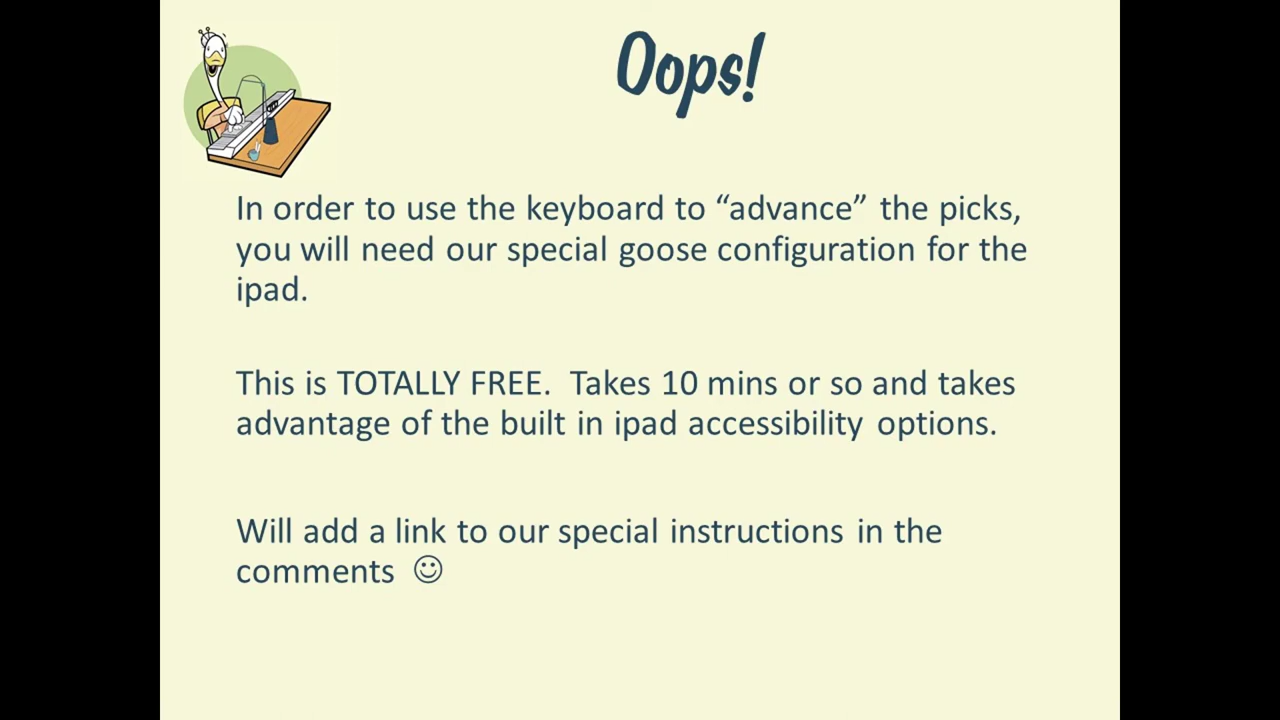 Oops!
In order to use the keyboard to “advance” the picks,
you will need our special goose configuration for the
ipad.
This is TOTALLY FREE.  Takes 10 mins or so and takes
advantage of the built in ipad accessibility options.
Will add a link to our special instructions in the
comments ☺